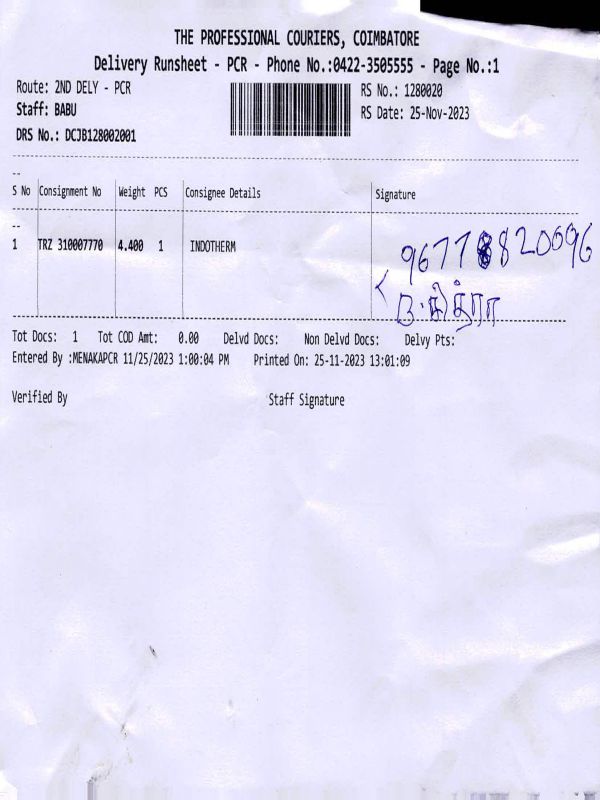 THE PROFESSIONAL COURIERS, COIMBATORE
Delivery Runsheet - PCR - Phone No.:0422-3505555 - Page No.:1
Route: 2ND DELY - PCR
RS No.: 1280020
Staff: BABU
RS Date: 25-Nov-2023
DRS No.: DCJB128002001
S No Consignment No Weight PCS Consignee Details Signature
1 TRZ 310007770 4.400 1 INDOTHERM
சித்ரா
Tot Docs: 1 Tot COD Amt: 0.00 Delvd Docs: Non Delvd Docs: Delvy Pts:
Entered By :MENAKAPCR 11/25/2023 1:00:04 PM Printed On: 25-11-2023 13:01:09
Verified By Staff Signature